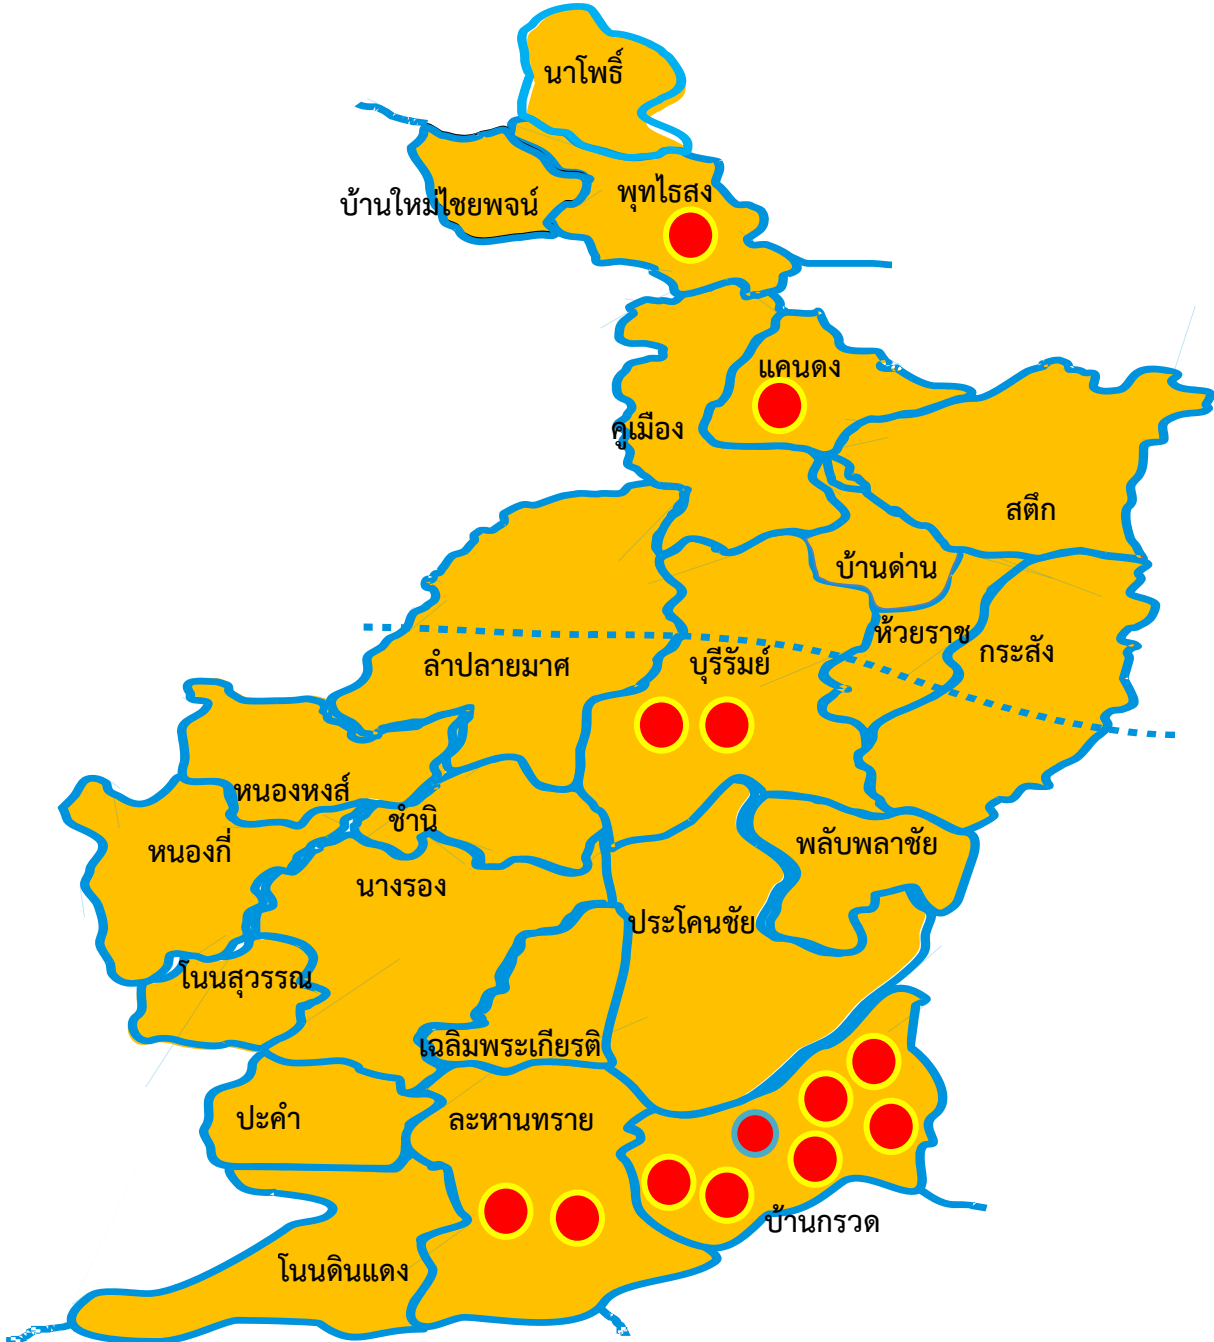 นาโพธิ์
พุทไธสง
บ้านใหม่ไชยพจน์
แคนดง
คูเมือง
สตึก
บ้านด่าน
ห้วยราช
กระสัง
ลำปลายมาศ
บุรีรัมย์
หนองหงส์
ชำนิ
พลับพลาชัย
หนองกี่
นางรอง
ประโคนชัย
โนนสุวรรณ
เฉลิมพระเกียรติ
ปะคำ
ละหานทราย
บ้านกรวด
โนนดินแดง